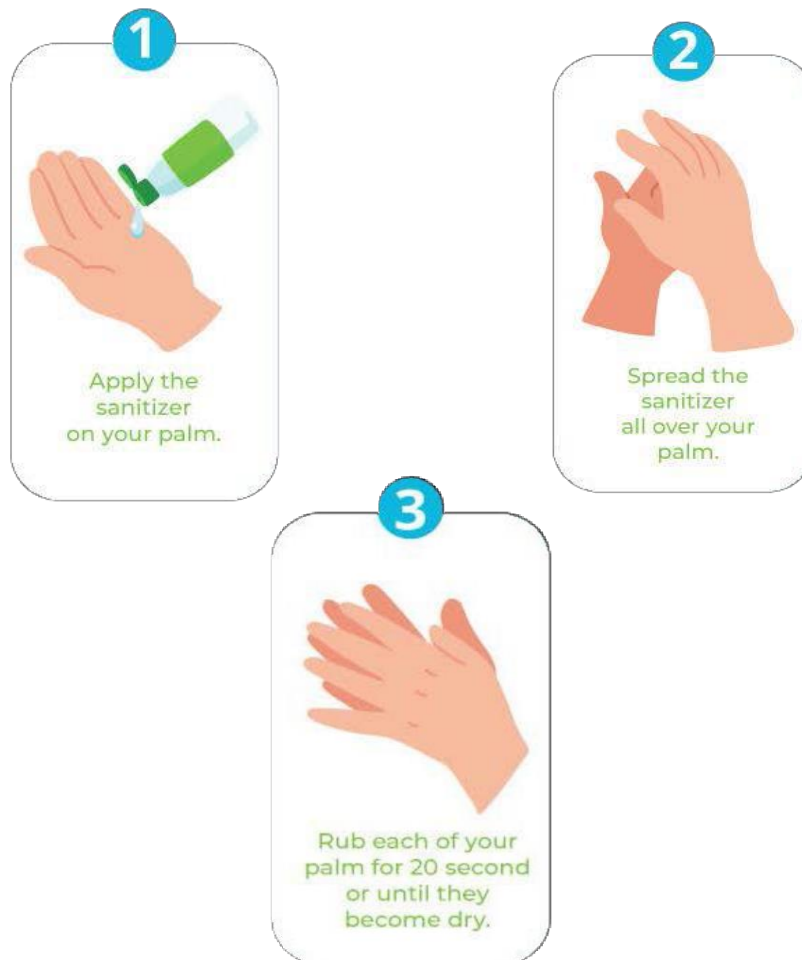 1
Apply the
sanitizer
on your palm.
2
Spread the
sanitizer
all over your
palm.
3
Rub each of your
palm for 20 second
or until they
become dry.